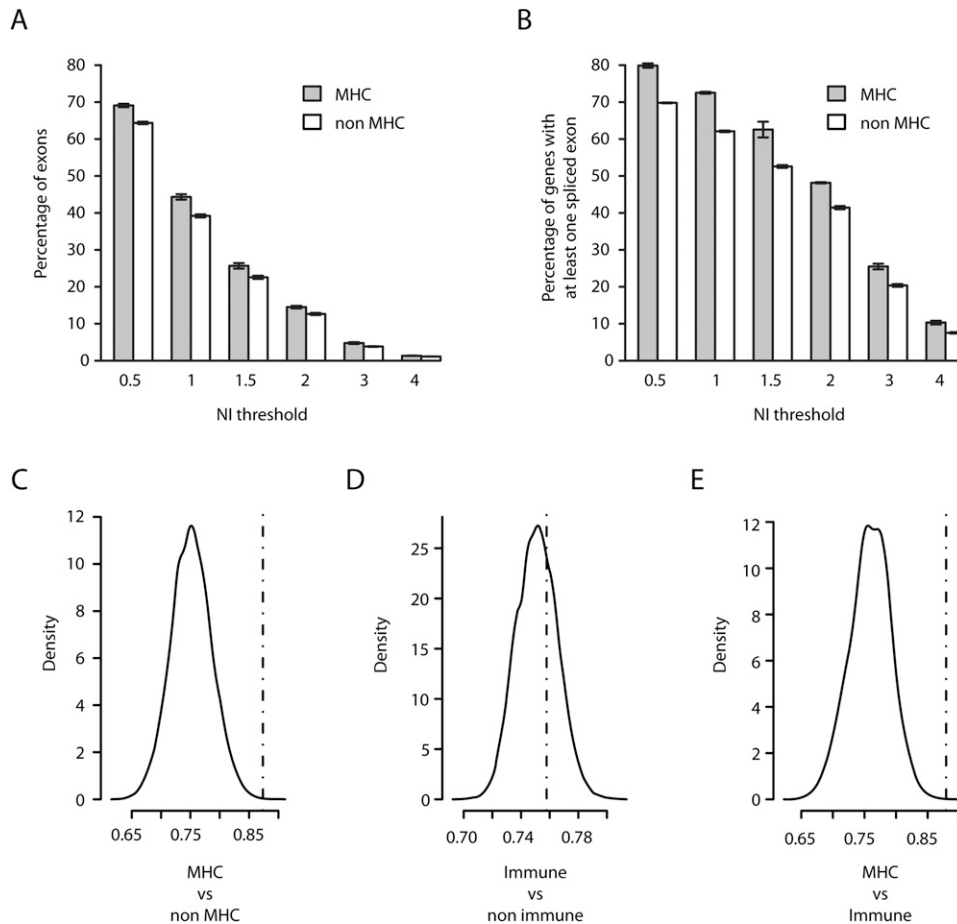 A
Percentage of exons
80
70
60
50
40
30
20
10
0
MHC
non MHC
0.5 1 1.5 2 3 4
NI threshold
B
Percentage of genes with
at least one spliced exon
80
70
60
50
40
30
20
10
0
MHC
non MHC
0.5 1 1.5 2 3 4
NI threshold
C
Density
12
10
8
6
4
2
0
0.65 0.75 0.85
MHC
vs
non MHC
D
Density
25
20
15
10
5
0
0.70 0.74 0.78
Immune
vs
non immune
E
Density
12
10
8
6
4
2
0
0.65 0.75 0.85
MHC
vs
Immune